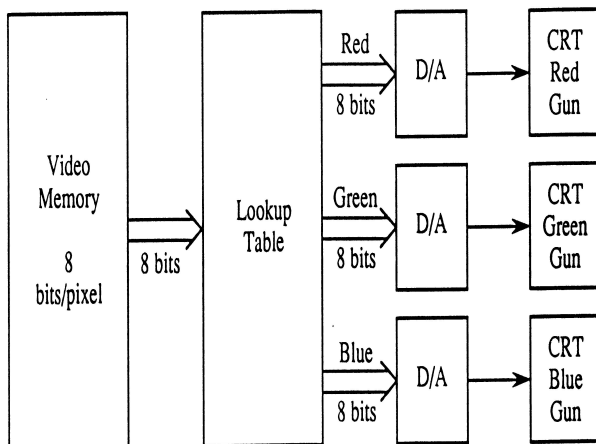 Video
Memory
8
bits/pixel
8 bits
Lookup
Table
Red
8 bits
D/A
CRT
Red
Gun
Green
8 bits
D/A
CRT
Green
Gun
Blue
8 bits
D/A
CRT
Blue
Gun